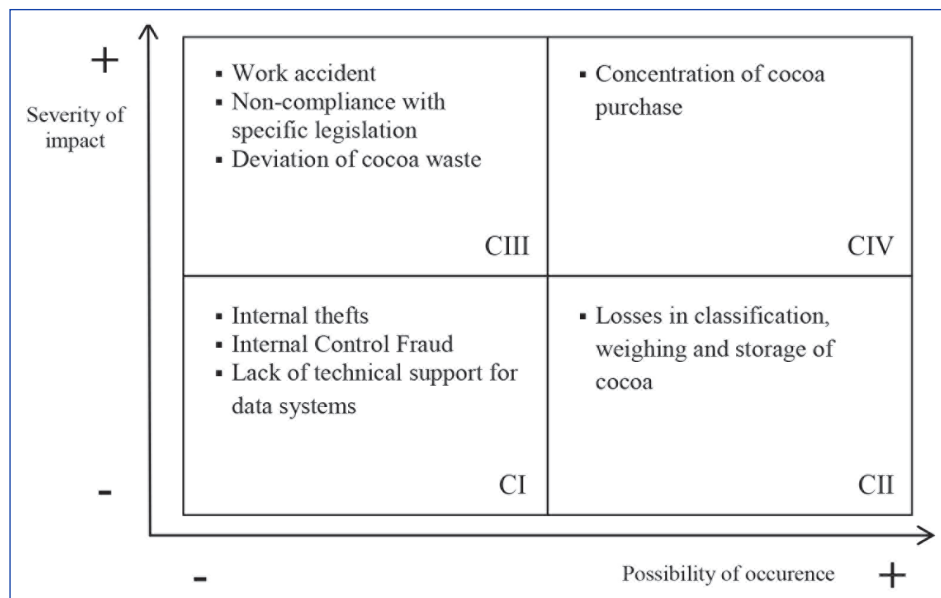 +
Severity of
impact
▪ Work accident
▪ Non-compliance with
specific legislation
▪ Deviation of cocoa waste
CIII
▪ Concentration of cocoa
purchase
CIV
▪ Internal thefts
▪ Internal Control Fraud
▪ Lack of technical support for
data systems
CI
▪ Losses in classification,
weighing and storage of
cocoa
CII
-
-
Possibility of occurence
+